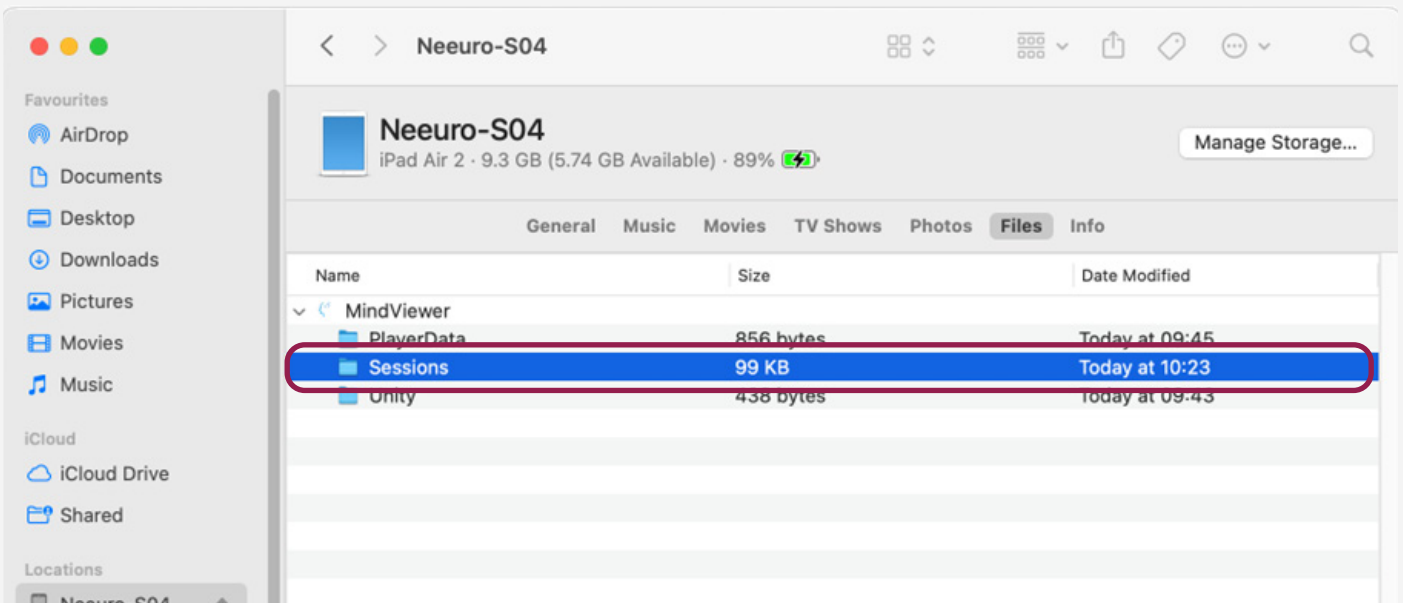 Neeuro-S04
Favourites
AirDrop
Documents
Desktop
Downloads
Pictures
Movies
Music
iCloud
iCloud Drive
Shared
Locations
Neeuro-S04
Neeuro-S04
iPad Air 2 · 9.3 GB (5.74 GB Available) · 89%
Manage Storage...
General Music Movies TV Shows Photos Files Info
Name Size Date Modified
MindViewer
PlayerData 856 bytes Today at 09:45
Sessions 99 KB Today at 10:23
Unity 438 bytes Today at 09:43